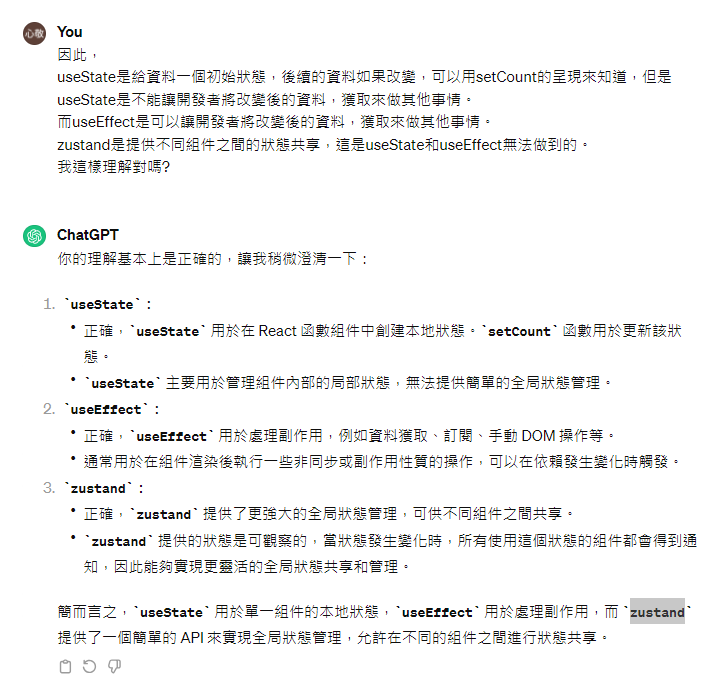 心敬
You
因此，
useState是給資料一個初始狀態，後續的資料如果改變，可以用setCount的呈現來知道，但是
useState是不能讓開發者將改變後的資料，獲取來做其他事情。
而useEffect是可以讓開發者將改變後的資料，獲取來做其他事情。
zustand是提供不同組件之間的狀態共享，這是useState和useEffect無法做到的。
我這樣理解對嗎?
ChatGPT
你的理解基本上是正確的，讓我稍微澄清一下：
1. `useState`：
• 正確，`useState` 用於在 React 函數組件中創建本地狀態。`setCount` 函數用於更新該狀
態。
• `useState` 主要用於管理組件內部的局部狀態，無法提供簡單的全局狀態管理。
2. `useEffect`：
• 正確，`useEffect` 用於處理副作用，例如資料獲取、訂閱、手動 DOM 操作等。
• 通常用於在組件渲染後執行一些非同步或副作用性質的操作，可以在依賴發生變化時觸發。
3. `zustand`：
• 正確，`zustand` 提供了更強大的全局狀態管理，可供不同組件之間共享。
• `zustand` 提供的狀態是可觀察的，當狀態發生變化時，所有使用這個狀態的組件都會得到通
知，因此能夠實現更靈活的全局狀態共享和管理。
簡而言之，`useState` 用於單一組件的本地狀態，`useEffect` 用於處理副作用，而 `zustand`
提供了一個簡單的 API 來實現全局狀態管理，允許在不同的組件之間進行狀態共享。